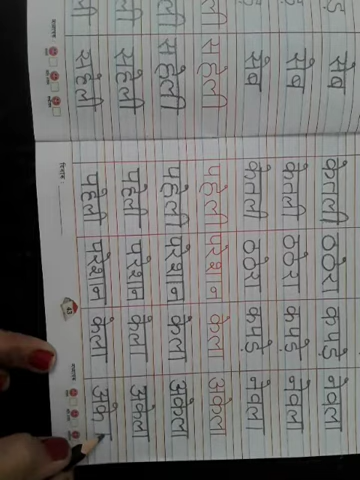 सेब
सेब
सेब
सहेली
सहेली
सहेली
सहेली
केतली ठठेरा कपड़े नेवला
केतली ठठेरा कपड़े नेवला
केतली ठठेरा कपड़े नेवला
पहेली परेशान केला अकेला
पहेली परेशान केला अकेला
पहेली परेशान केला अकेला
पहेली परेशान केला अके